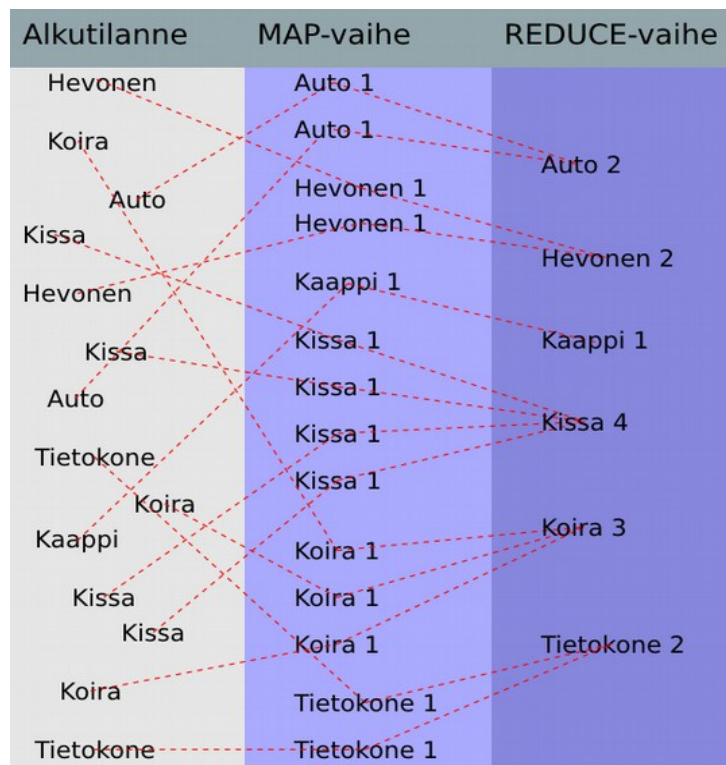 Alkutilanne MAP-vaihe REDUCE-vaihe
Hevonen
Koira
Auto
Kissa
Hevonen
Kissa
Auto
Tietokone
Koira
Kaappi
Kissa
Kissa
Koira
Tietokone
Auto 1
Auto 1
Hevonen 1
Hevonen 1
Kaappi 1
Kissa 1
Kissa 1
Kissa 1
Kissa 1
Koira 1
Koira 1
Koira 1
Tietokone 1
Tietokone 1
Auto 2
Hevonen 2
Kaappi 1
Kissa 4
Koira 3
Tietokone 2